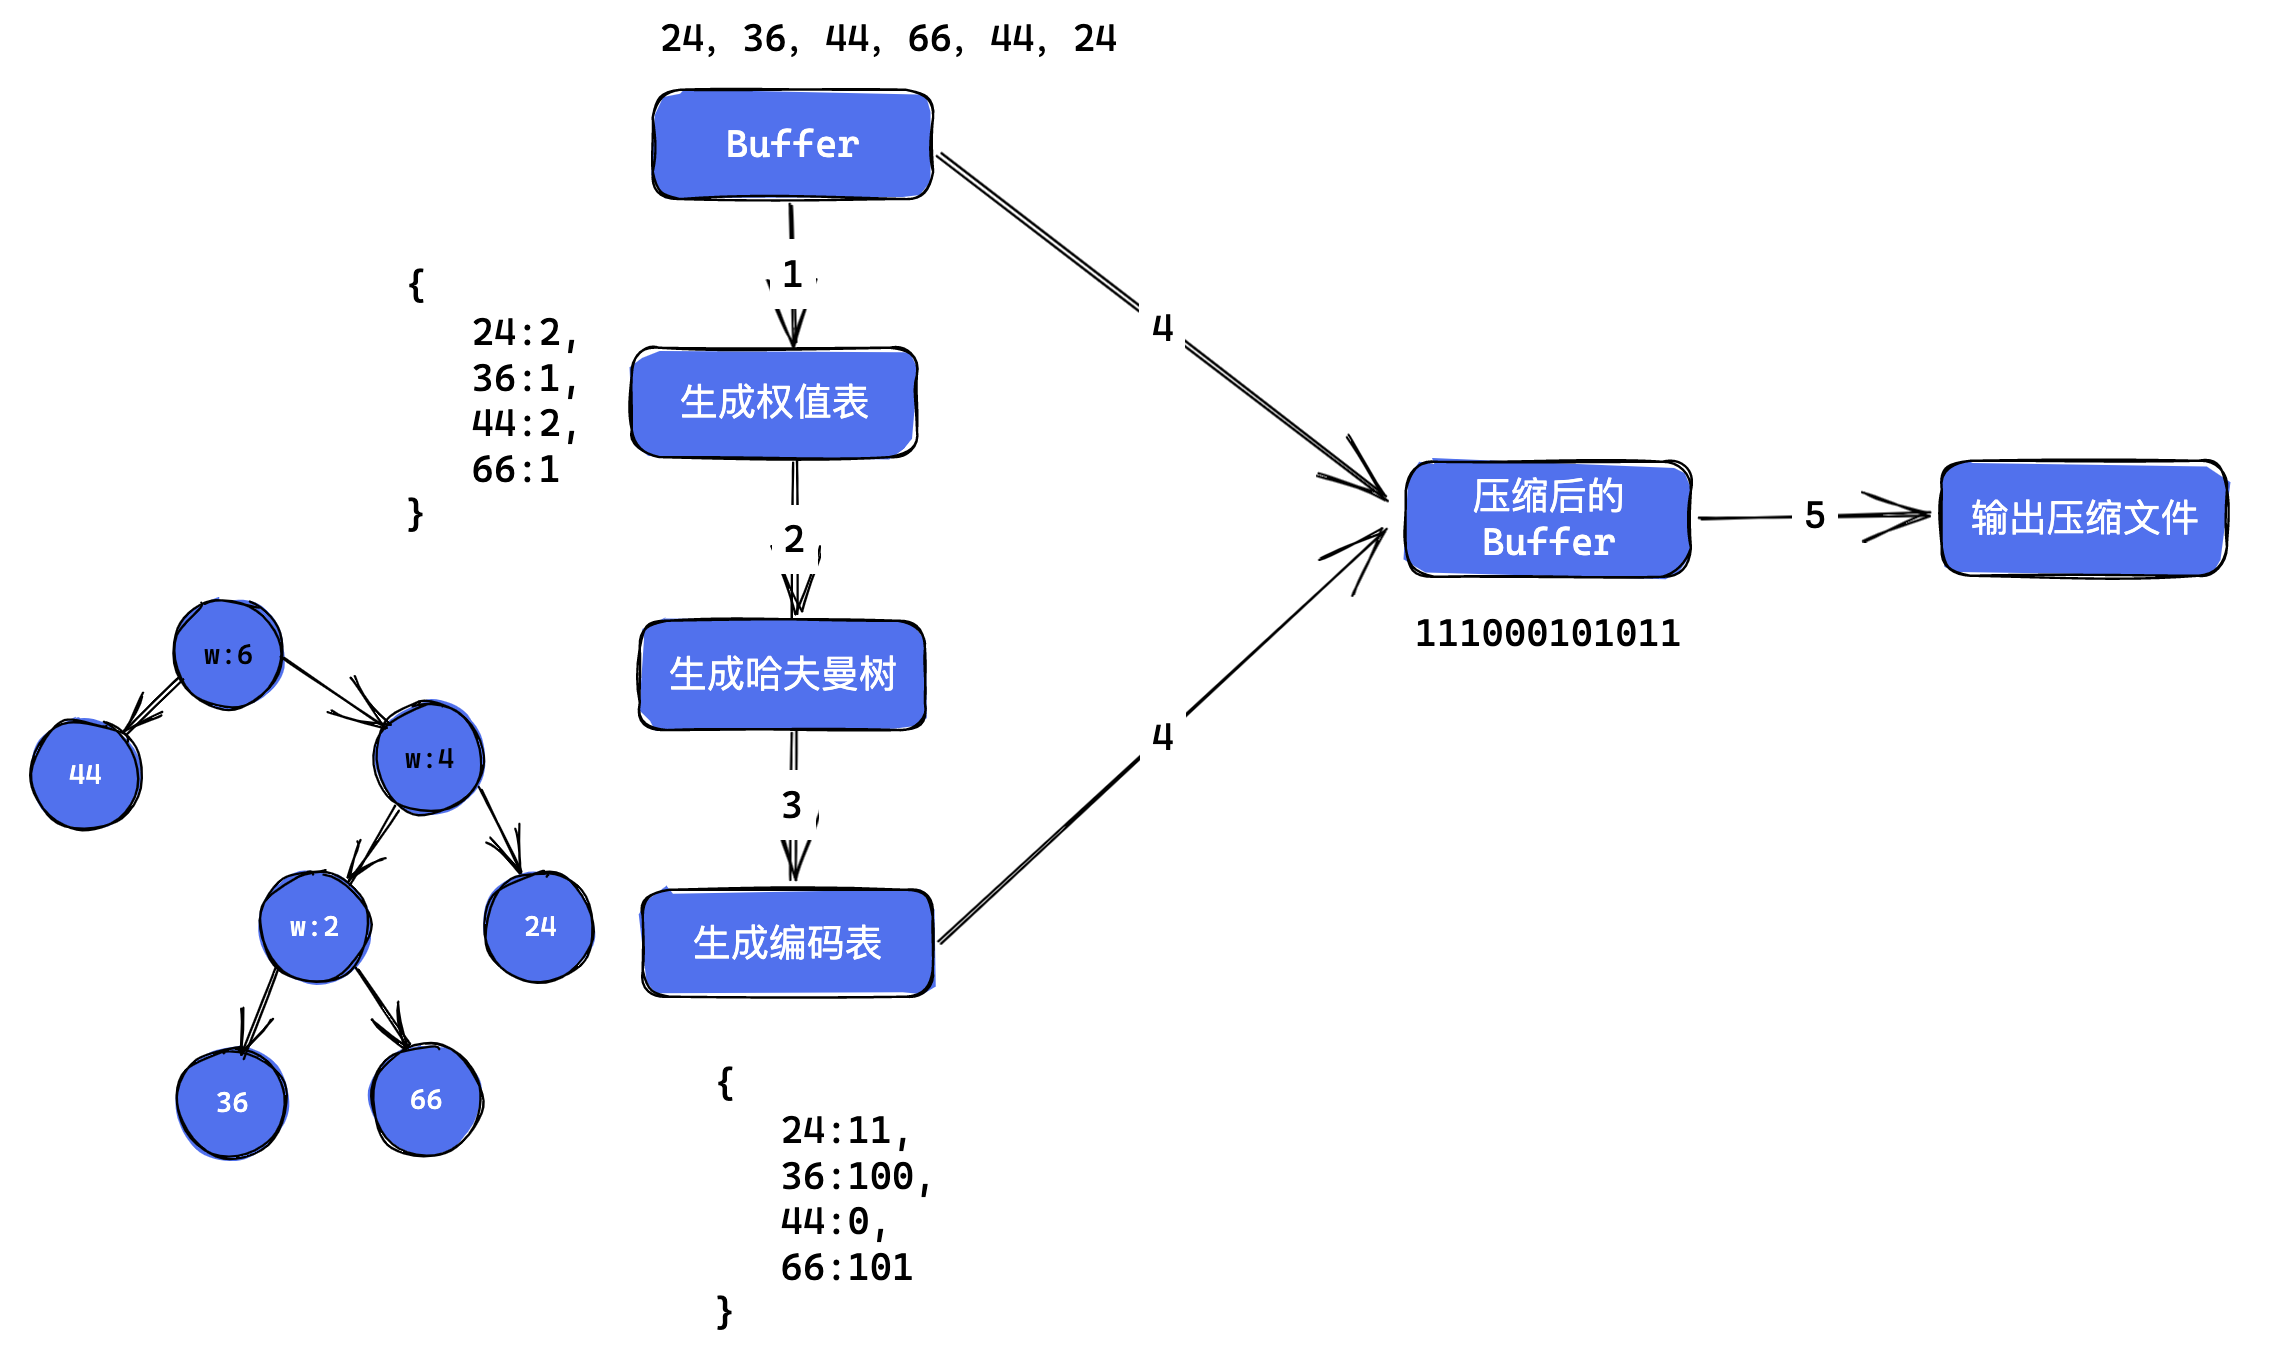 24, 36, 44, 66, 44, 24
Buffer
1
{
24:2,
36:1,
44:2,
66:1
}
生成权值表
2
生成哈夫曼树
w:6
44
w:4
w:2
24
36
66
3
生成编码表
{
24:11,
36:100,
44:0,
66:101
}
4
4
压缩后的
Buffer
111000101011
5
输出压缩文件